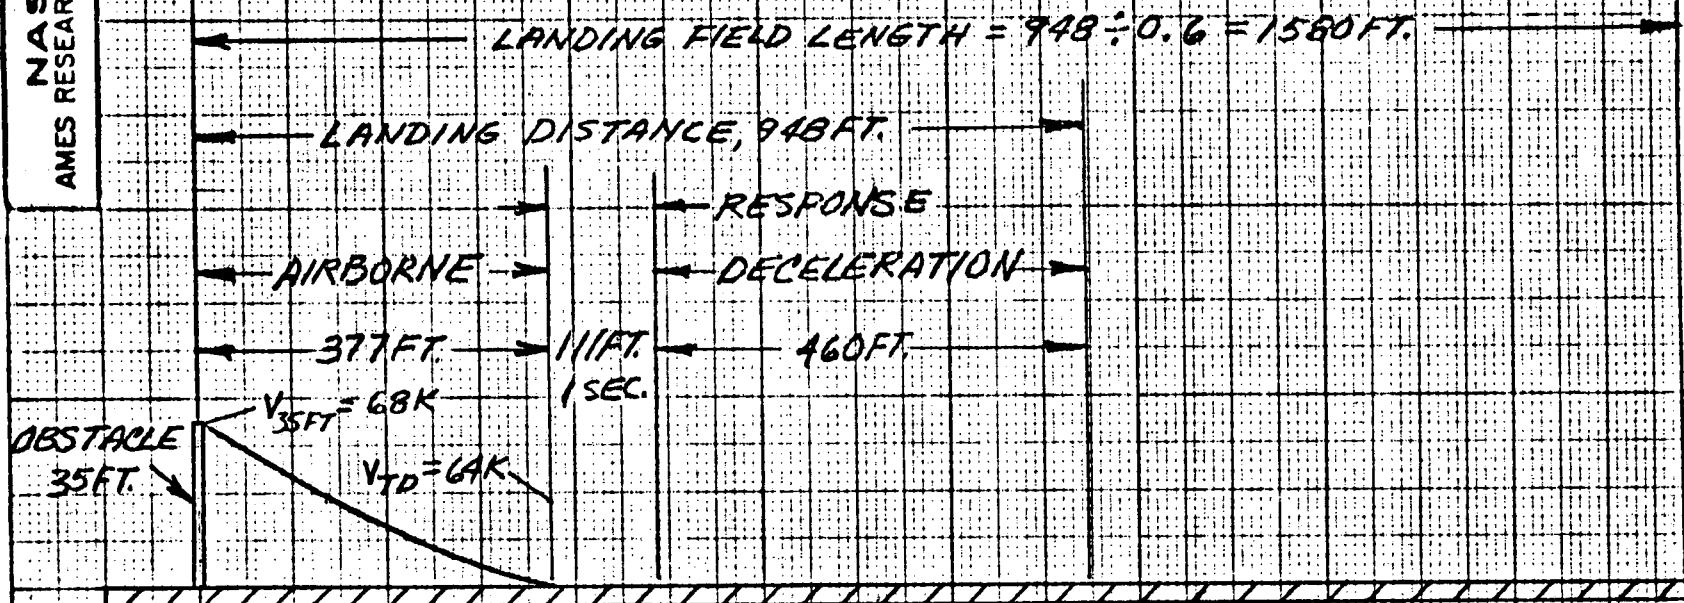 NAS
AMES RESEAR
LANDING FIELD LENGTH = 948 ÷ 0.6 = 1580 FT.
LANDING DISTANCE, 948 FT.
RESPONSE
AIRBORNE
DECELERATION
377 FT.
111 FT.
1 SEC.
460 FT.
V35FT = 68K
OBSTACLE
35 FT.
VTD = 64K